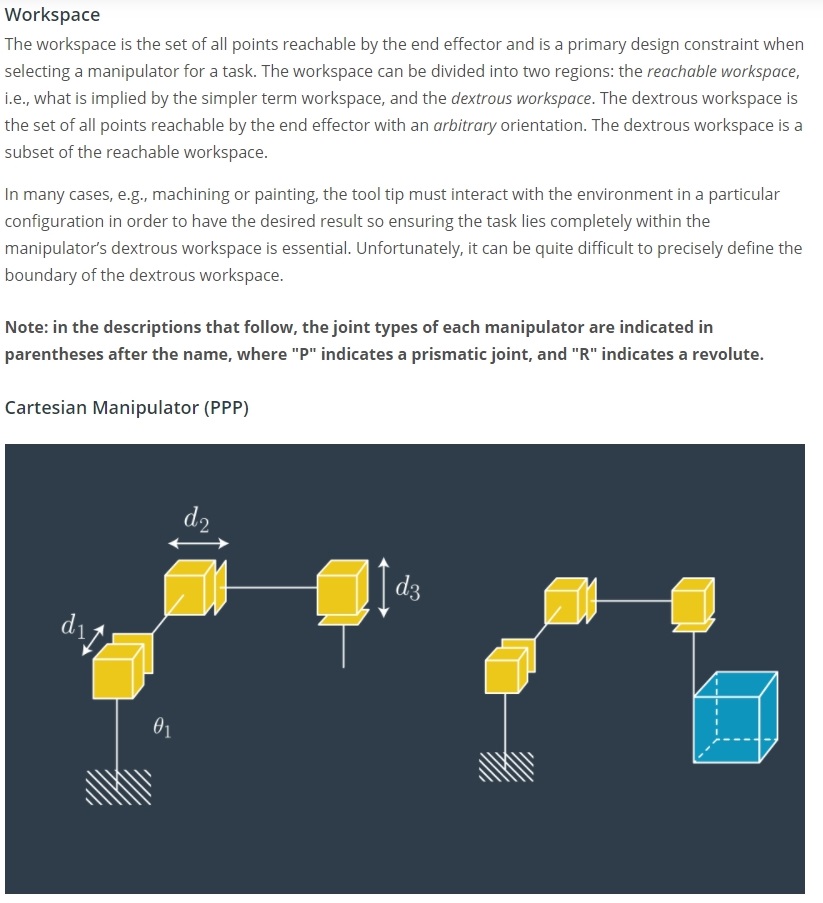 Workspace
The workspace is the set of all points reachable by the end effector and is a primary design constraint when
selecting a manipulator for a task. The workspace can be divided into two regions: the reachable workspace,
i.e., what is implied by the simpler term workspace, and the dextrous workspace. The dextrous workspace is
the set of all points reachable by the end effector with an arbitrary orientation. The dextrous workspace is a
subset of the reachable workspace.
In many cases, e.g., machining or painting, the tool tip must interact with the environment in a particular
configuration in order to have the desired result so ensuring the task lies completely within the
manipulator’s dextrous workspace is essential. Unfortunately, it can be quite difficult to precisely define the
boundary of the dextrous workspace.
Note: in the descriptions that follow, the joint types of each manipulator are indicated in
parentheses after the name, where "P" indicates a prismatic joint, and "R" indicates a revolute.
Cartesian Manipulator (PPP)
d₂
d₃
d₁
θ₁